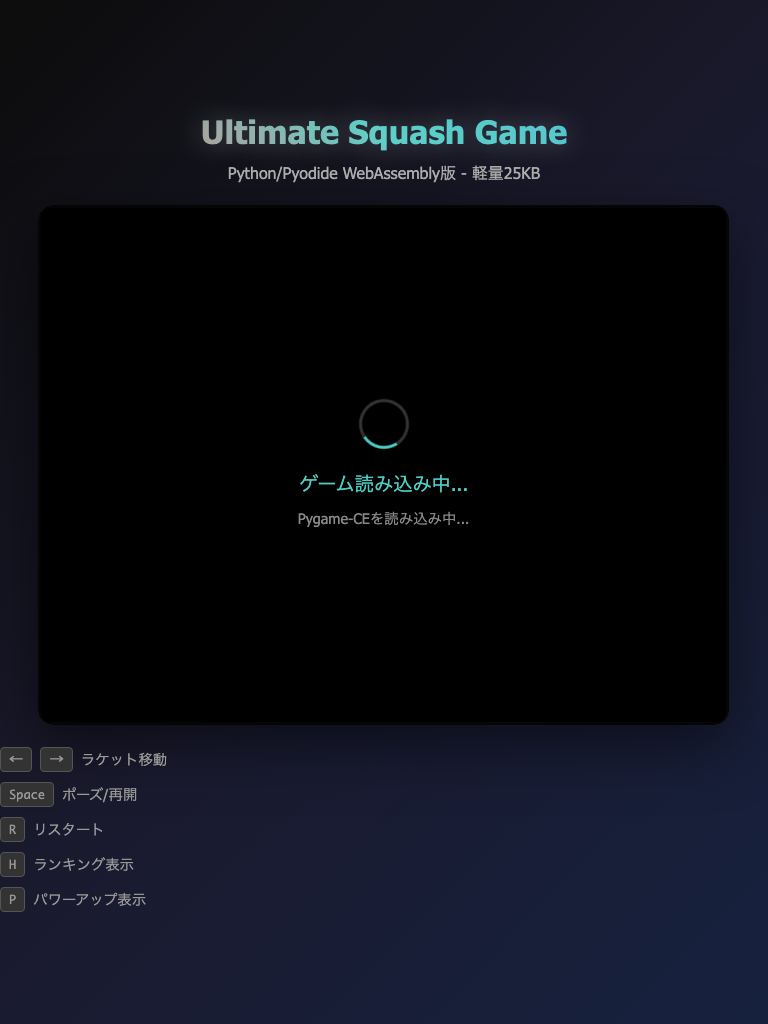 Ultimate Squash Game
Python/Pyodide WebAssembly版 - 軽量25KB
ゲーム読み込み中...
Pygame-CEを読み込み中...
← → ラケット移動
Space ポーズ/再開
R リスタート
H ランキング表示
P パワーアップ表示